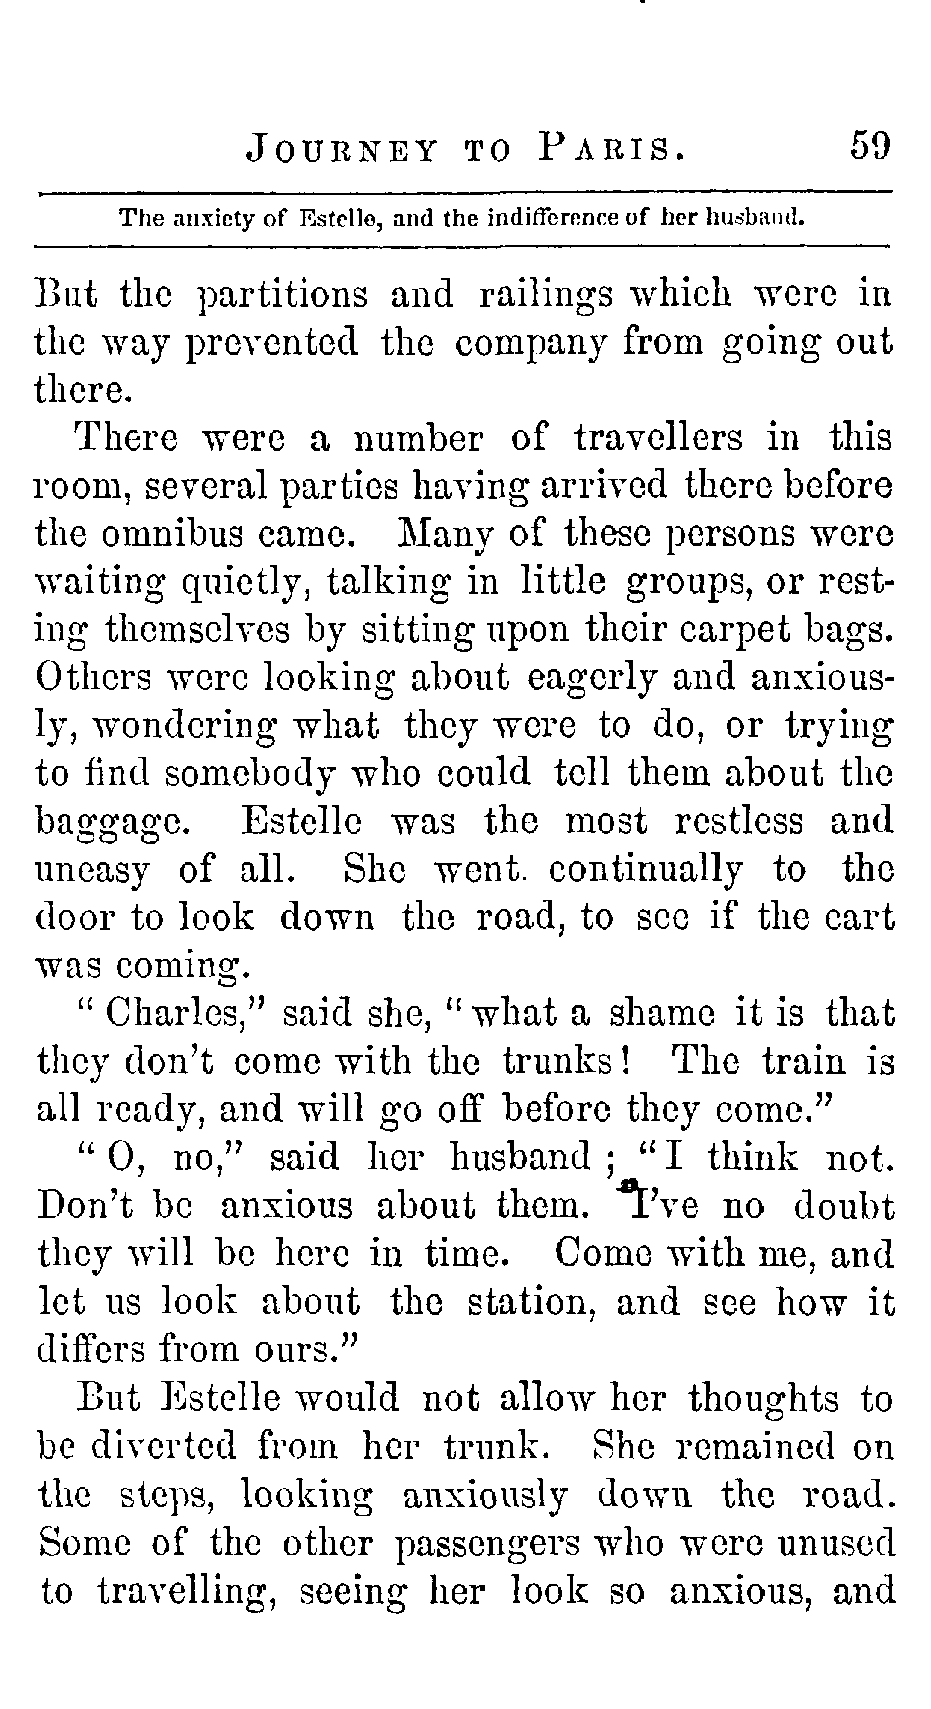 JOURNEY TO PARIS. 59
The anxiety of Estelle, and the indifference of her husband.
But the partitions and railings which were in
the way prevented the company from going out
there.
There were a number of travellers in this
room, several parties having arrived there before
the omnibus came. Many of these persons were
waiting quietly, talking in little groups, or rest-
ing themselves by sitting upon their carpet bags.
Others were looking about eagerly and anxious-
ly, wondering what they were to do, or trying
to find somebody who could tell them about the
baggage. Estelle was the most restless and
uneasy of all. She went. continually to the
door to look down the road, to see if the cart
was coming.
“ Charles,” said she, “ what a shame it is that
they don’t come with the trunks! The train is
all ready, and will go off before they come.”
“ O, no,” said her husband ; “ I think not.
Don’t be anxious about them. I’ve no doubt
they will be here in time. Come with me, and
let us look about the station, and see how it
differs from ours.”
But Estelle would not allow her thoughts to
be diverted from her trunk. She remained on
the steps, looking anxiously down the road.
Some of the other passengers who were unused
to travelling, seeing her look so anxious, and